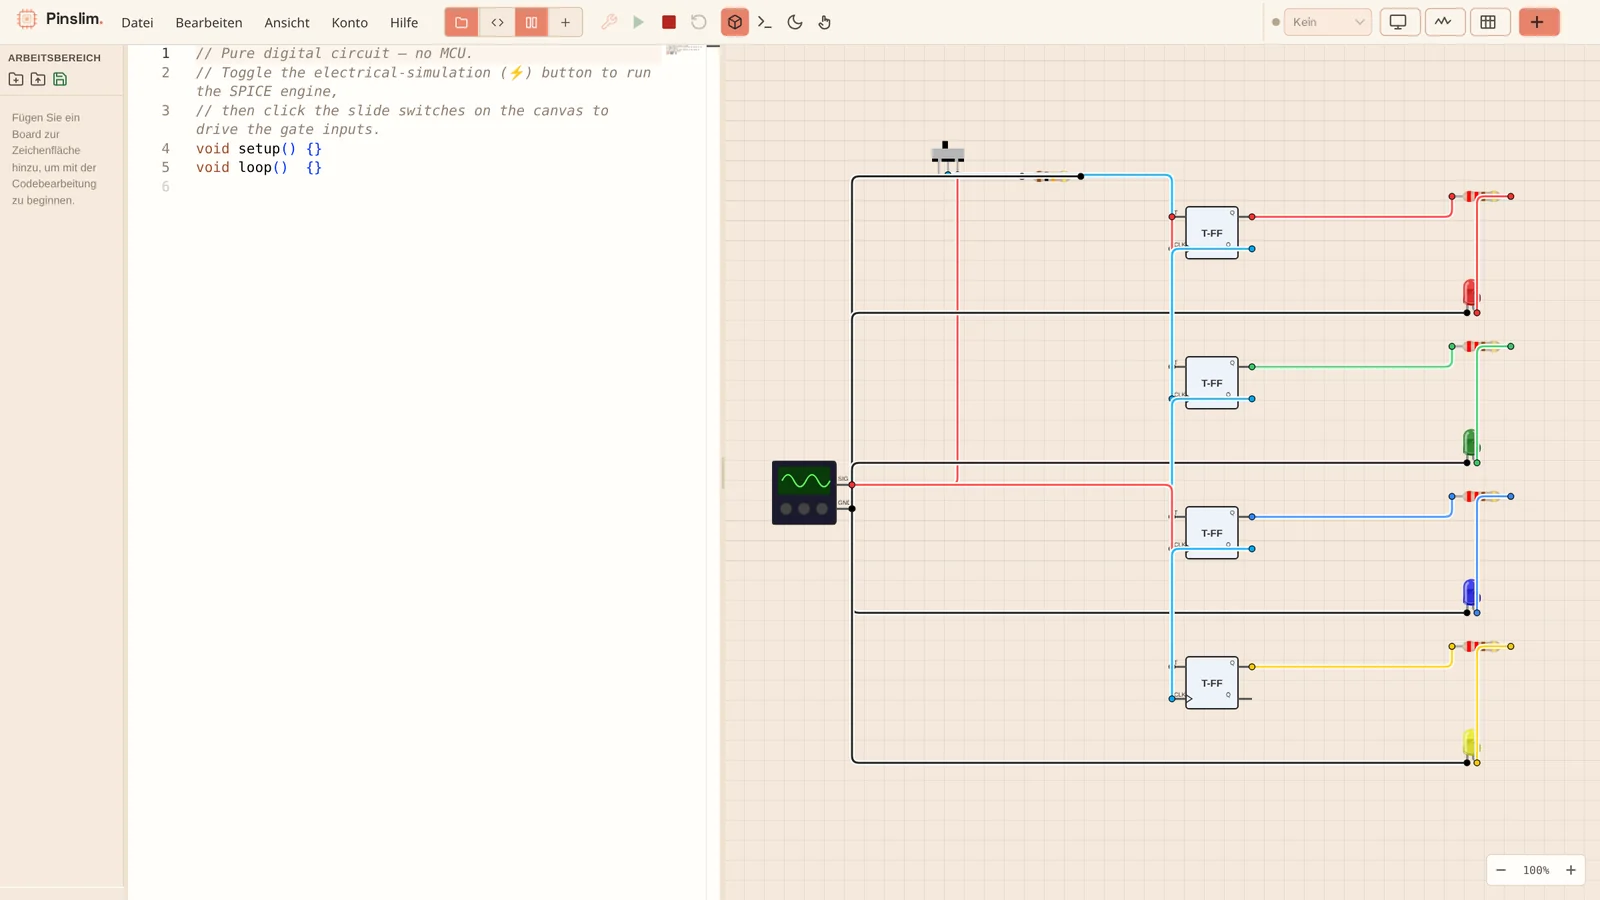 Pinslim.
Datei Bearbeiten Ansicht Konto Hilfe
Kein
ARBEITSBEREICH
Fügen Sie ein
Board zur
Zeichenfläche
hinzu, um mit der
Codebearbeitung
zu beginnen.
1 // Pure digital circuit — no MCU.
2 // Toggle the electrical-simulation (⚡) button to run
the SPICE engine,
3 // then click the slide switches on the canvas to
drive the gate inputs.
4 void setup() {}
5 void loop()  {}
6
Q
T-FF
Q
Q
T-FF
Q
SIG
GND
Q
T-FF
Q
Q
T-FF
CLK
Q
100%